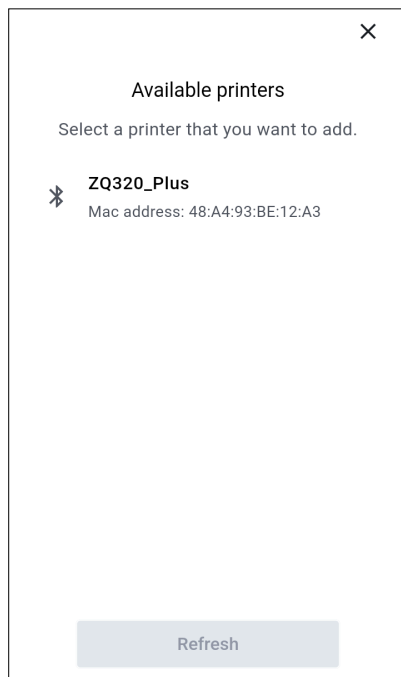 Available printers
Select a printer that you want to add.
ZQ320_Plus
Mac address: 48:A4:93:BE:12:A3
Refresh